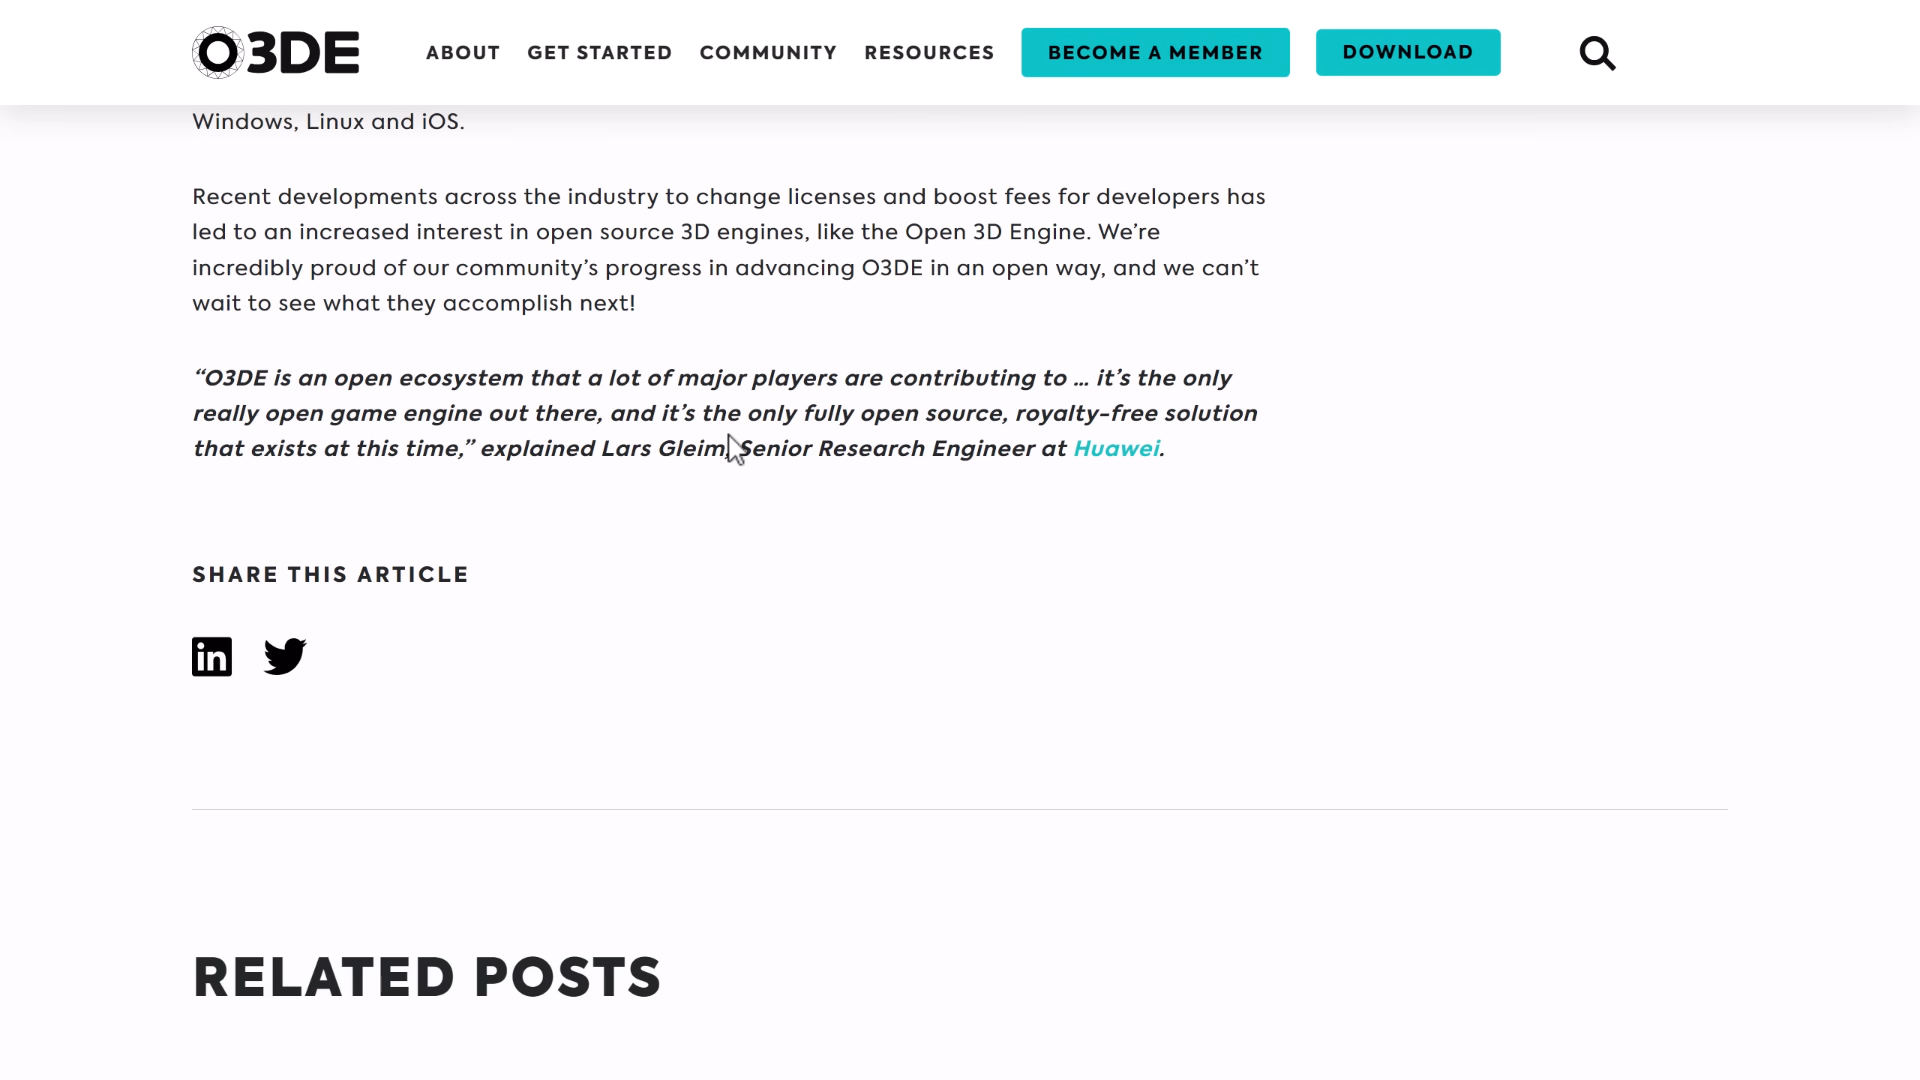 O3DE
ABOUT
GET STARTED
COMMUNITY
RESOURCES
BECOME A MEMBER
DOWNLOAD
Windows, Linux and iOS.
Recent developments across the industry to change licenses and boost fees for developers has
led to an increased interest in open source 3D engines, like the Open 3D Engine. We’re
incredibly proud of our community’s progress in advancing O3DE in an open way, and we can’t
wait to see what they accomplish next!
“O3DE is an open ecosystem that a lot of major players are contributing to … it’s the only
really open game engine out there, and it’s the only fully open source, royalty-free solution
that exists at this time,” explained Lars Gleim, Senior Research Engineer at Huawei.
SHARE THIS ARTICLE
in
RELATED POSTS